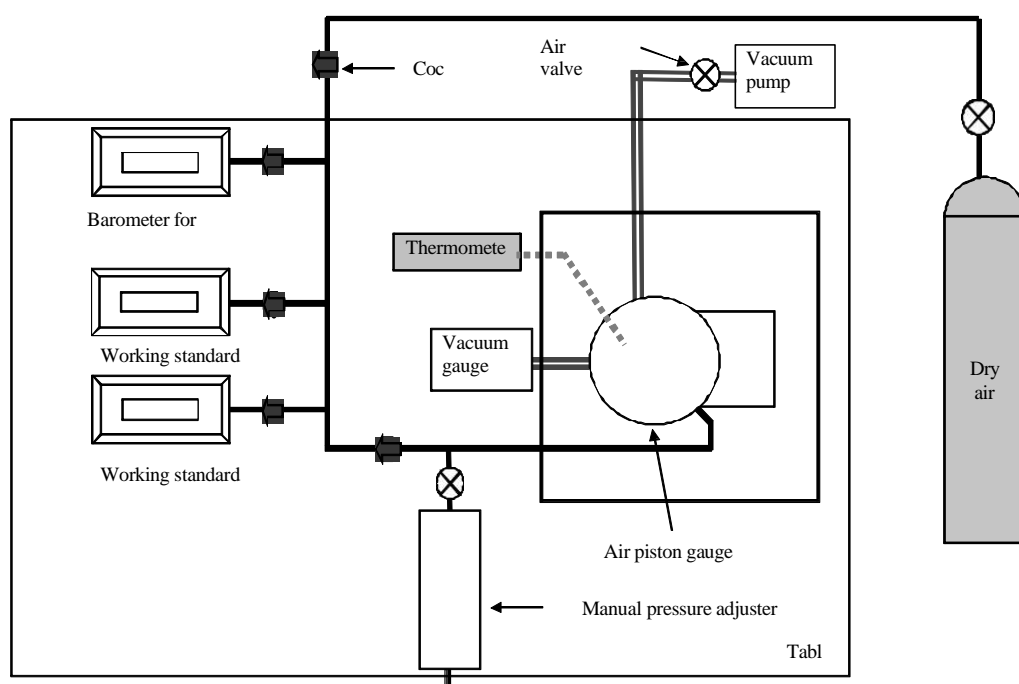 Coc
Air
valve
Vacuum
pump
Barometer for
Thermomete
Working standard
Vacuum
gauge
Working standard
Dry
air
Air piston gauge
Manual pressure adjuster
Tabl